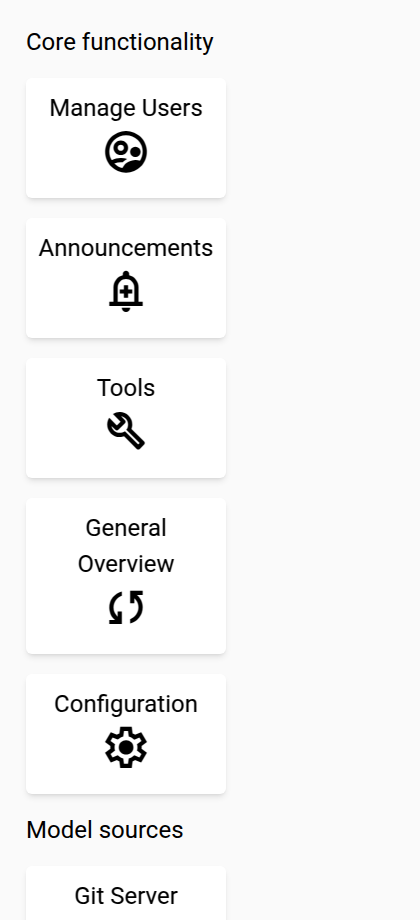 Core functionality
Manage Users
Announcements
Tools
General
Overview
Configuration
Model sources
Git Server